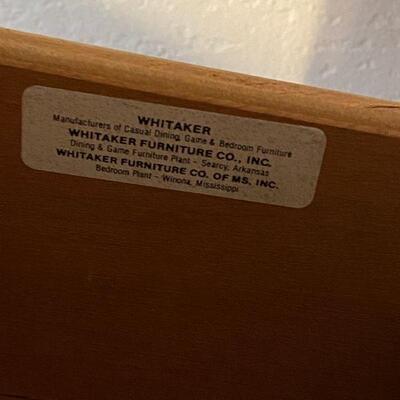 WHITAKER
Manufacturers of Casual Dining, Game & Bedroom Furniture
WHITAKER FURNITURE CO., INC.
Dining & Game Furniture Plant - Searcy, Arkansas
WHITAKER FURNITURE CO. OF MS. INC.
Bedroom Plant - Winona, Mississippi